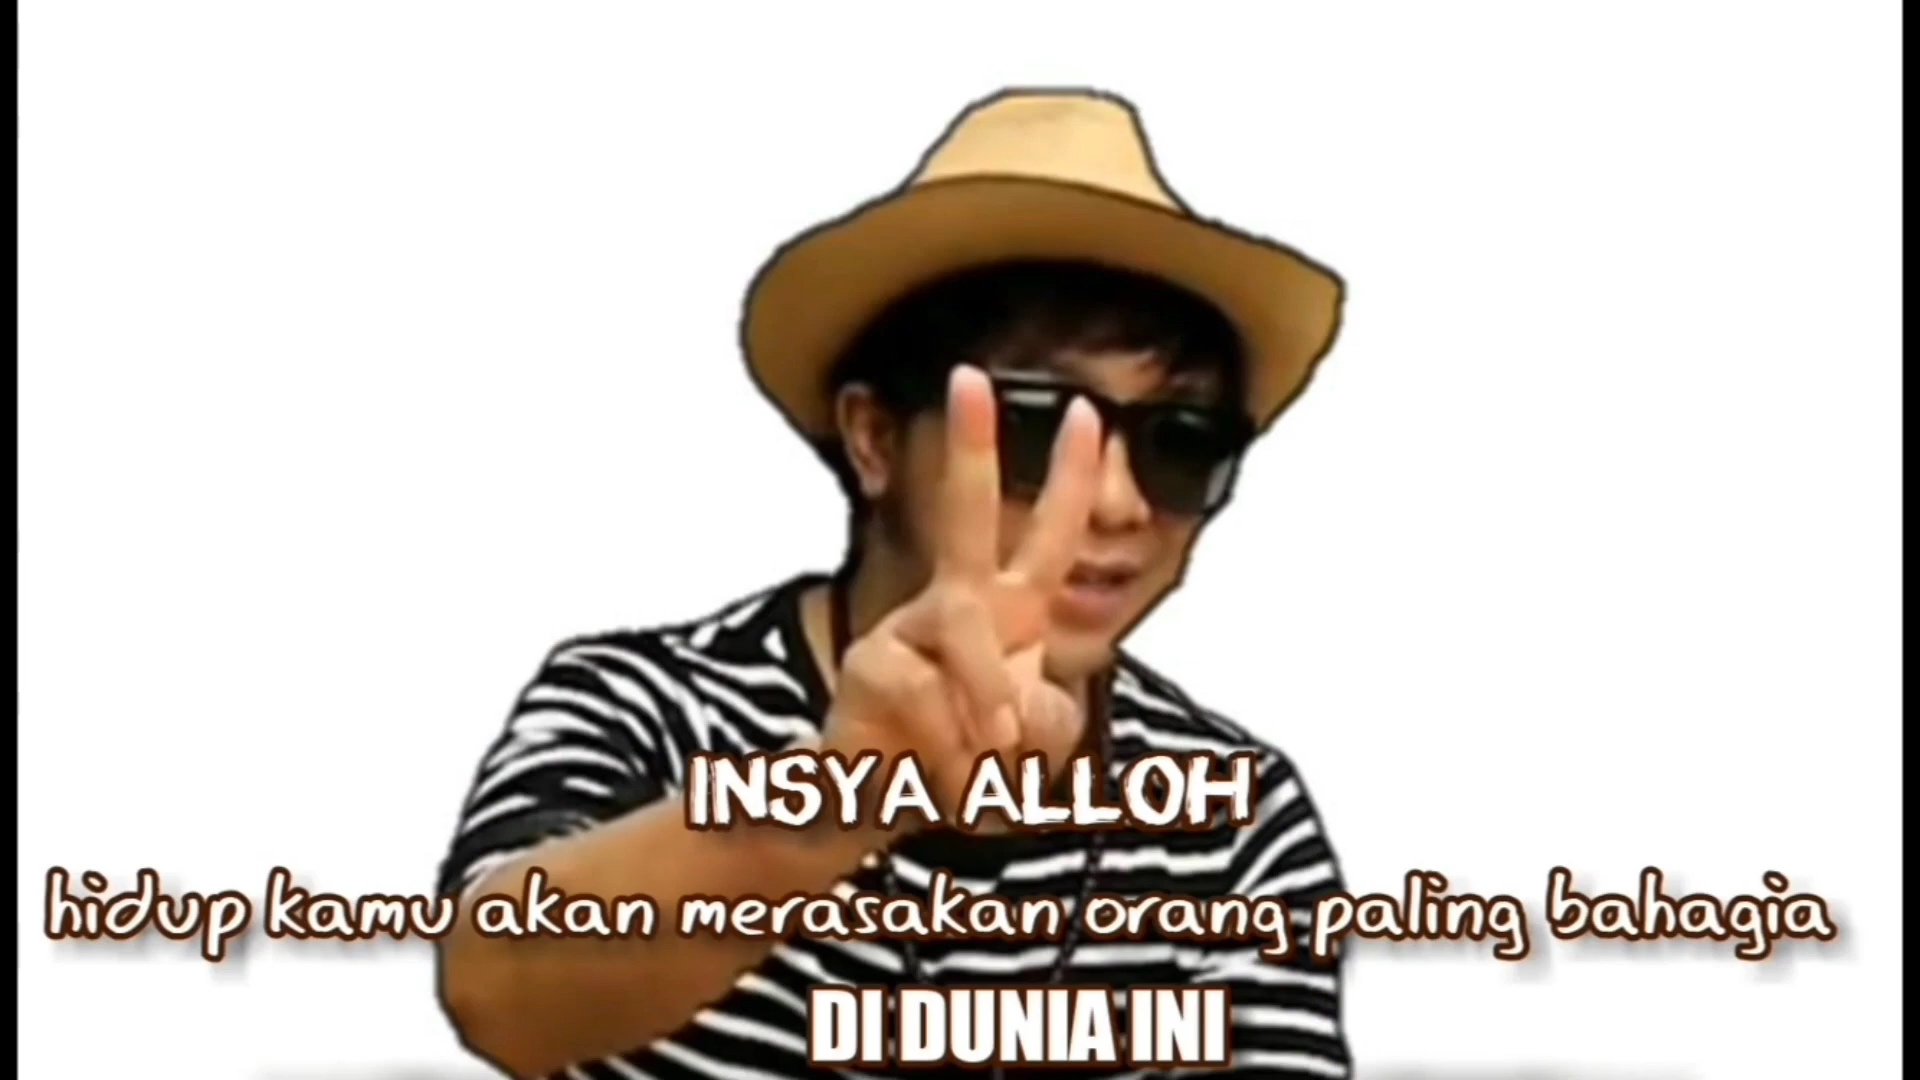 INSYA ALLOH
hidup kamu akan merasakan orang paling bahagia
DI DUNIA INI